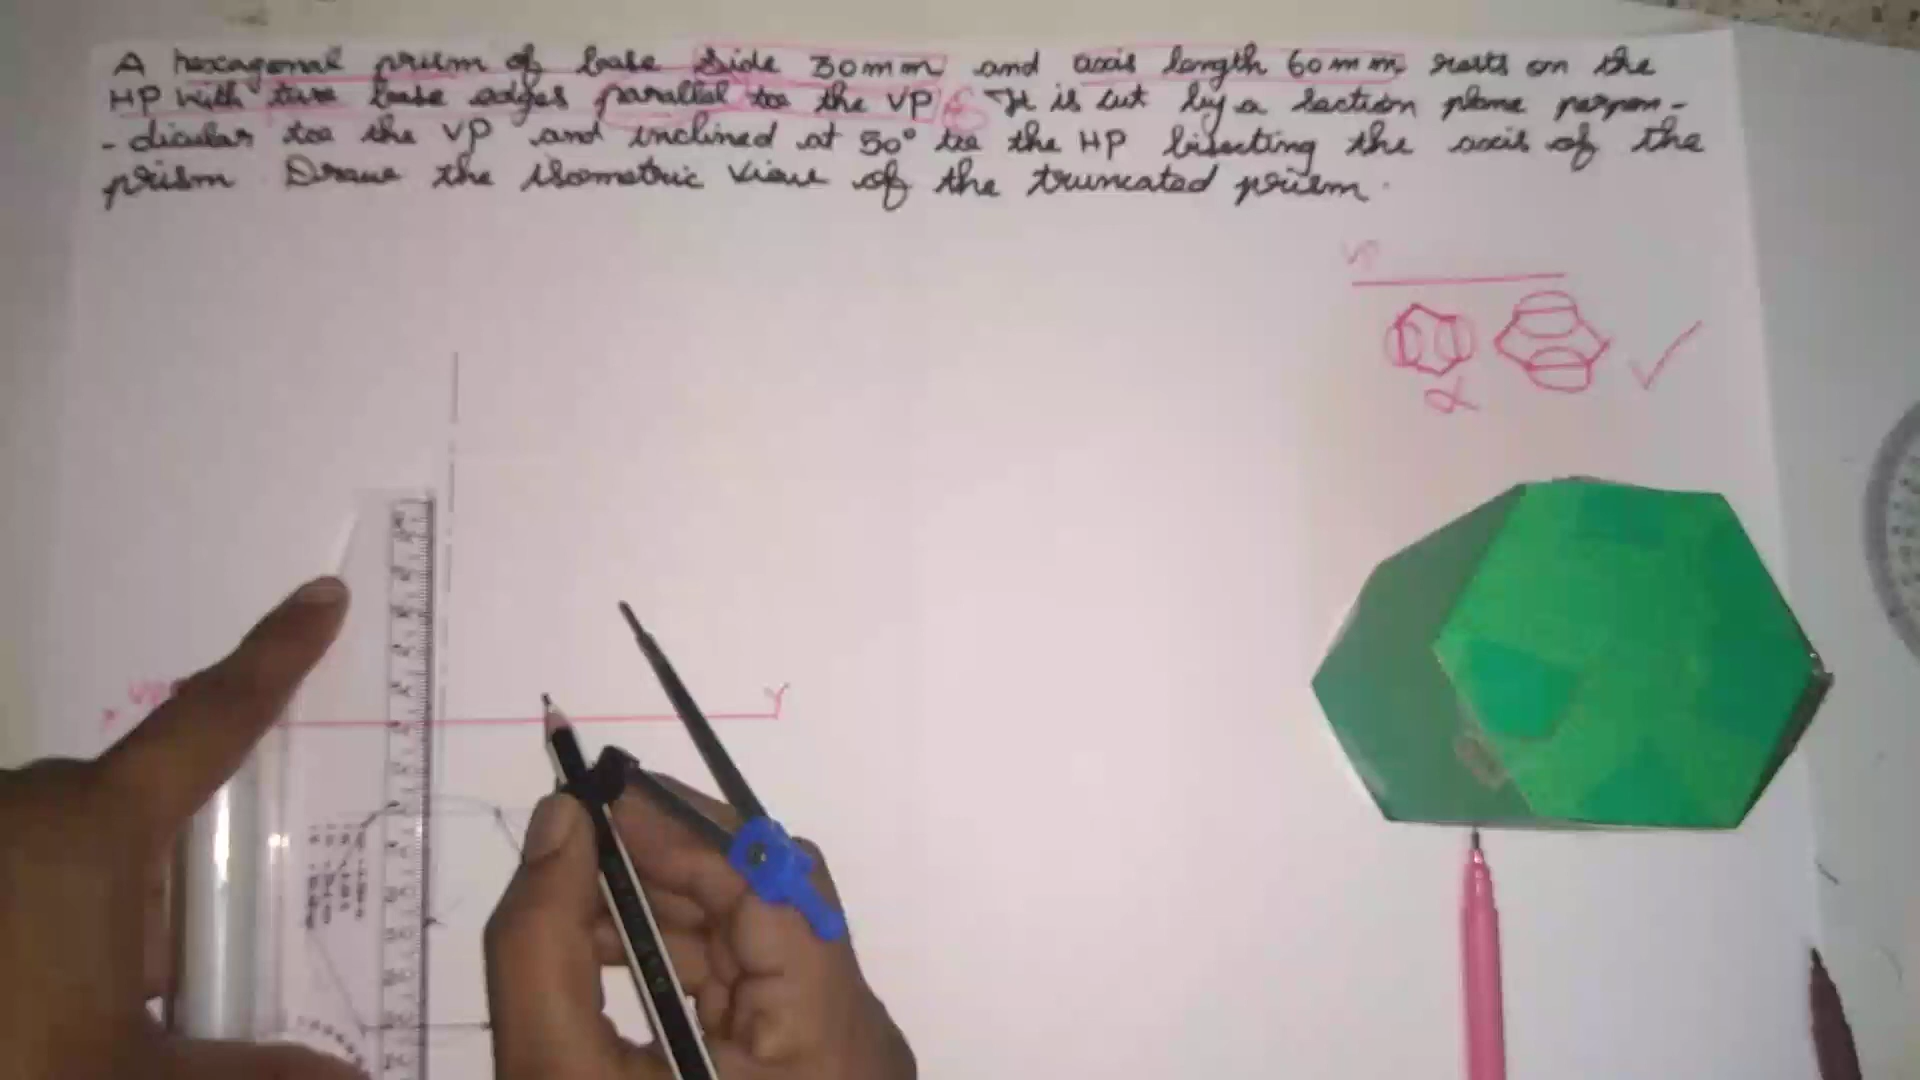 A hexagonal prism of base side 30mm and axis length 60mm rests on the
HP with two base edges parallel to the VP. It is cut by a section plane perpen-
-dicular to the VP and inclined at 50° to the HP bisecting the axis of the
prism. Draw the isometric view of the truncated prism.
VP
X
Y